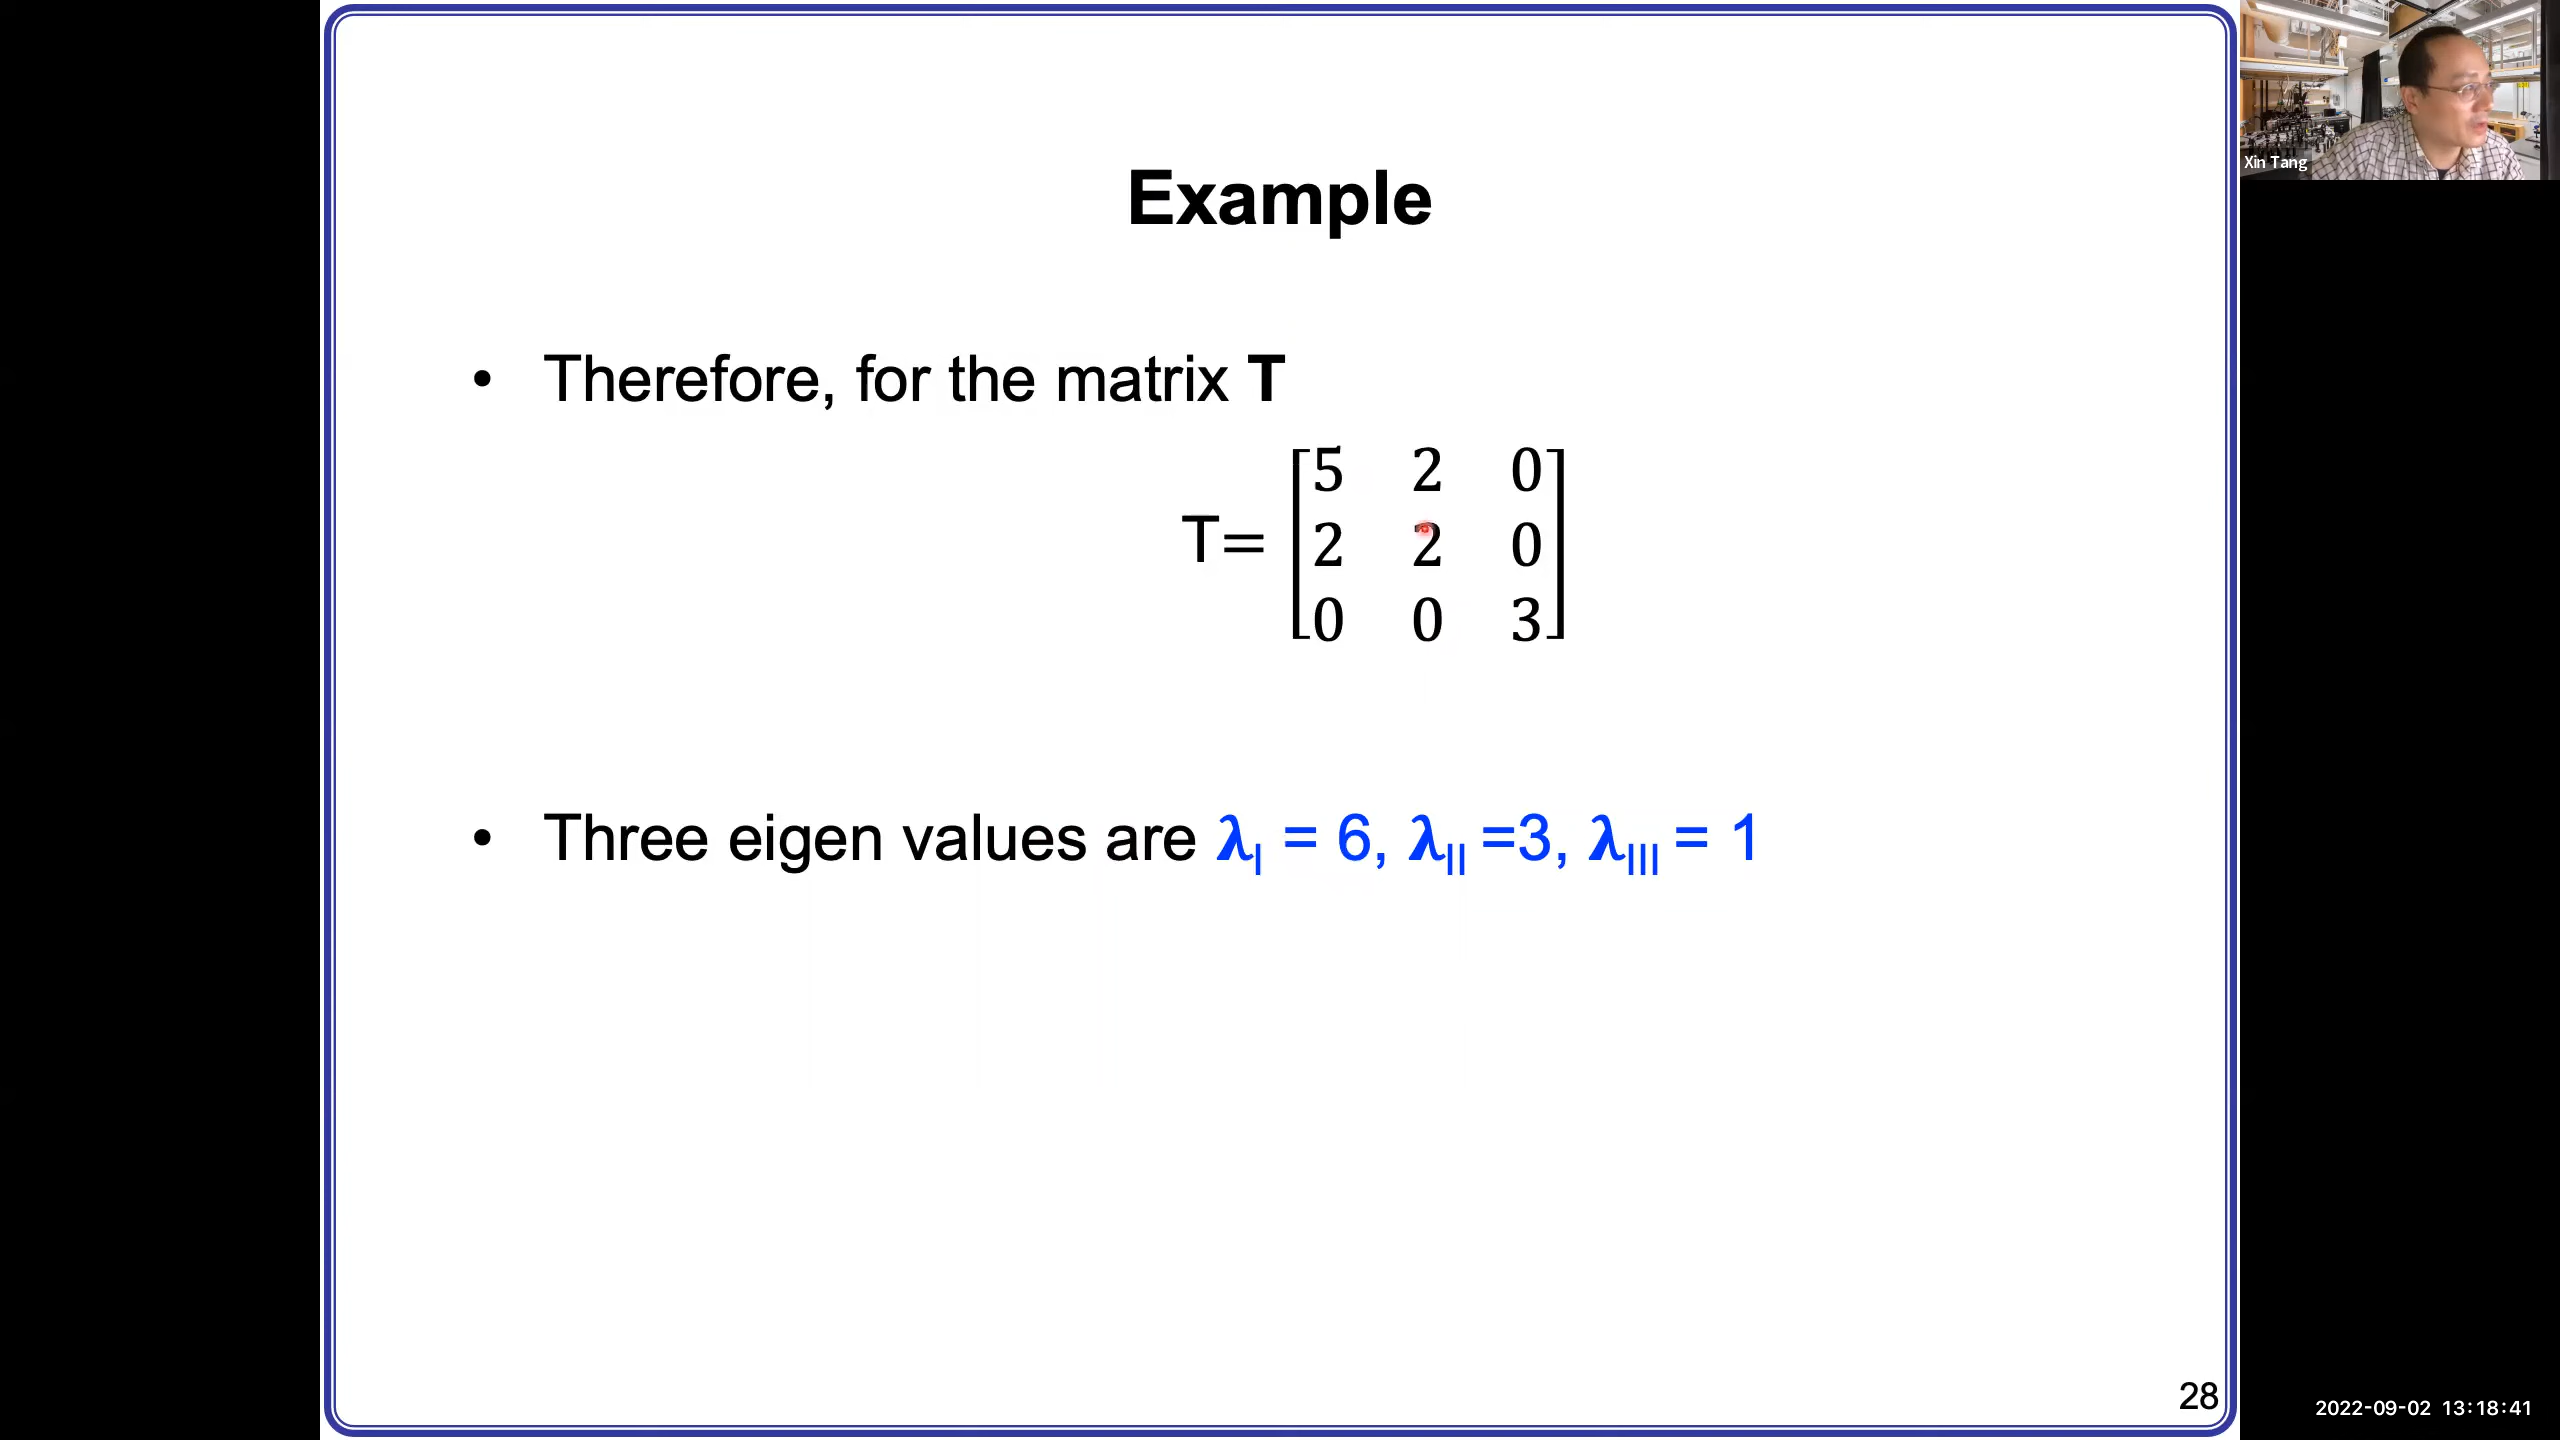 Xin Tang
Example
• Therefore, for the matrix T
T= [5 2 0
2 2 0
0 0 3]
• Three eigen values are λI = 6, λII =3, λIII = 1
28
2022-09-02 13:18:41